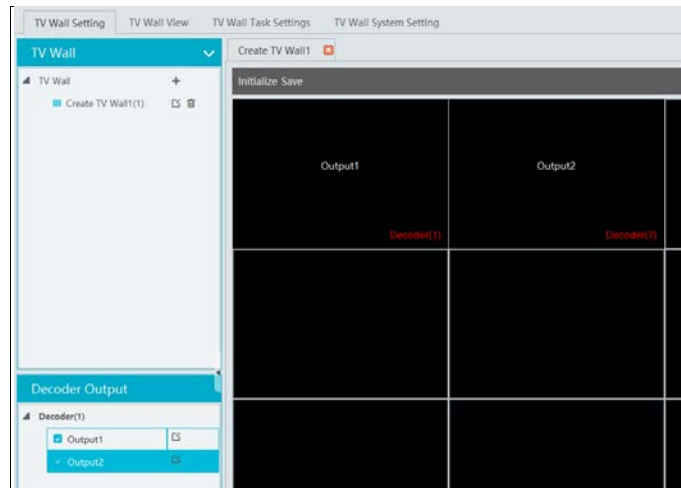 TV Wall Setting TV Wall View TV Wall Task Settings TV Wall System Setting
TV Wall
Create TV Wall1
TV Wall
Initialize Save
Create TV Wall1(1)
Output1 Output2
Decoder(1) Decoder(1)
Decoder Output
Decoder(1)
Output1
Output2